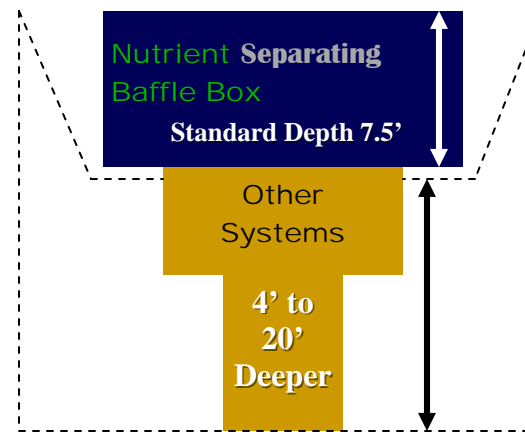 Nutrient Separating
Baffle Box
Standard Depth 7.5’
Other
Systems
4’ to
20’
Deeper